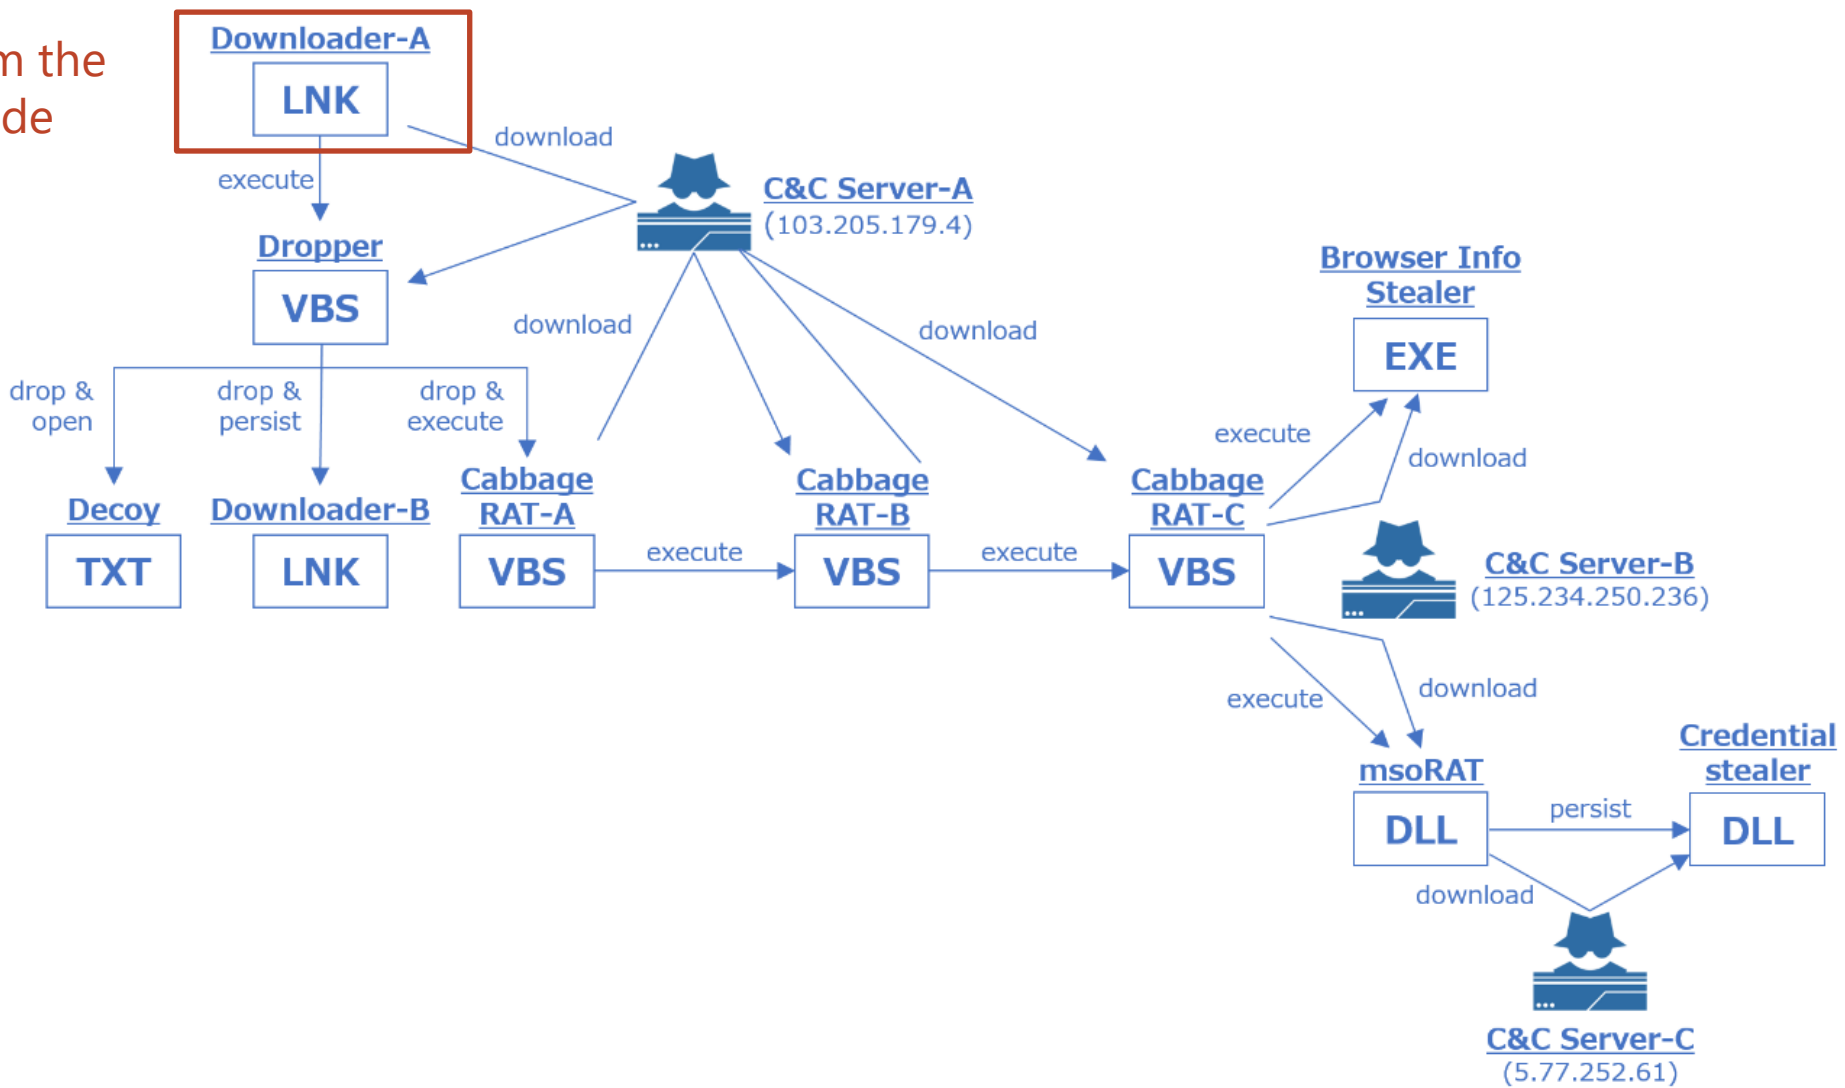 m the
de
Downloader-A
LNK
download
execute
C&C Server-A
(103.205.179.4)
Dropper
VBS
download
download
Browser Info
Stealer
EXE
drop &
open
drop &
persist
drop &
execute
execute
download
Decoy
TXT
Downloader-B
LNK
Cabbage
RAT-A
VBS
execute
Cabbage
RAT-B
VBS
execute
Cabbage
RAT-C
VBS
C&C Server-B
(125.234.250.236)
execute
download
msoRAT
DLL
persist
Credential
stealer
DLL
download
C&C Server-C
(5.77.252.61)